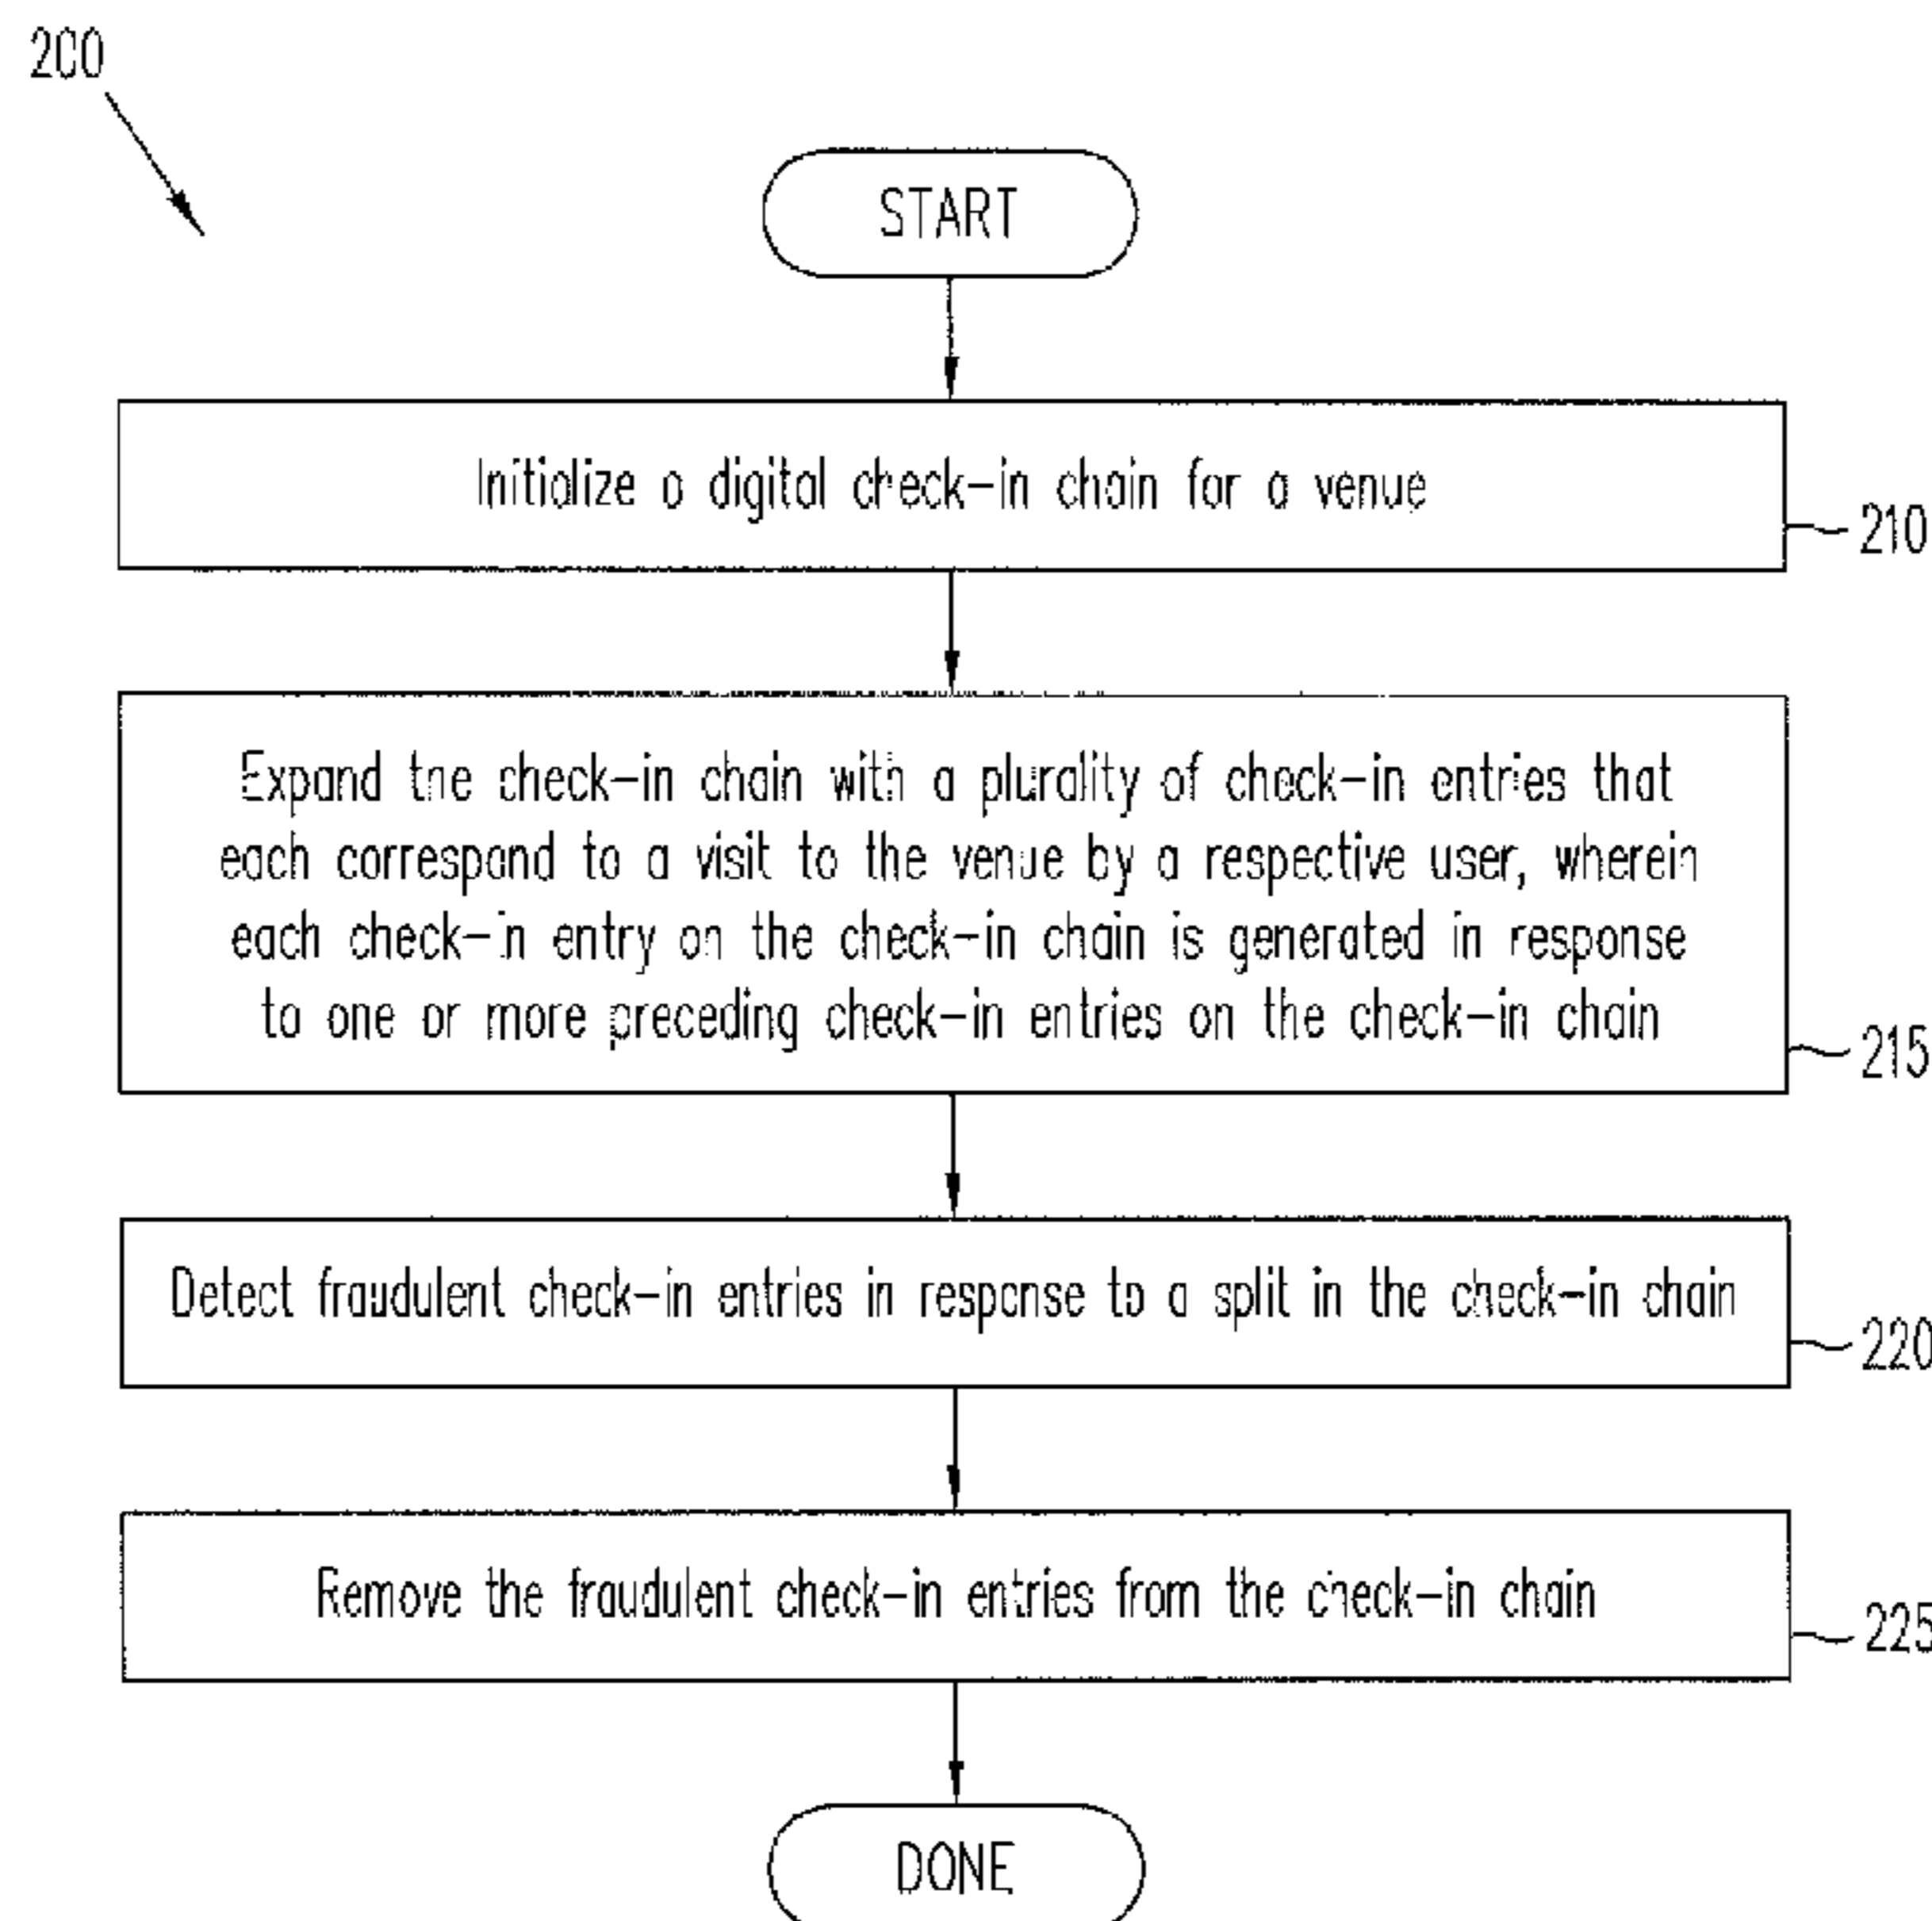 200
START
Initialize a digital check-in chain for a venue
210
Expand the check-in chain with a plurality of check-in entries that
each correspond to a visit to the venue by a respective user, wherein
each check-in entry on the check-in chain is generated in response
to one or more preceding check-in entries on the check-in chain
215
Detect fraudulent check-in entries in response to a split in the check-in chain
220
Remove the fraudulent check-in entries from the check-in chain
225
DONE